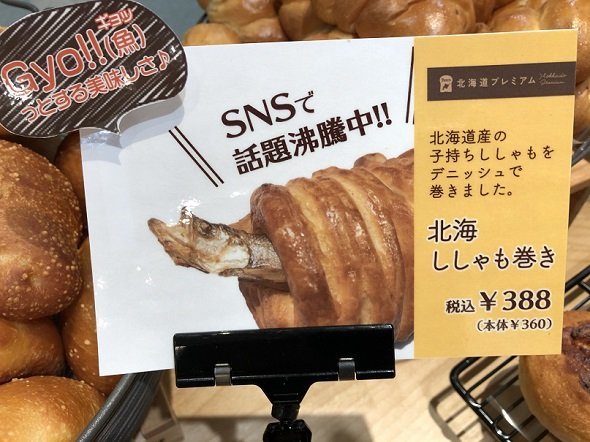 ギョッ
Gyo!!(魚)
っとする美味しさ♪
SNSで
話題沸騰中!!
北海道プレミアム
Hokkaido
Premium
北海道産の
子持ちししゃもを
デニッシュで
巻きました。
北海
ししゃも巻き
税込 ¥388
(本体¥360)